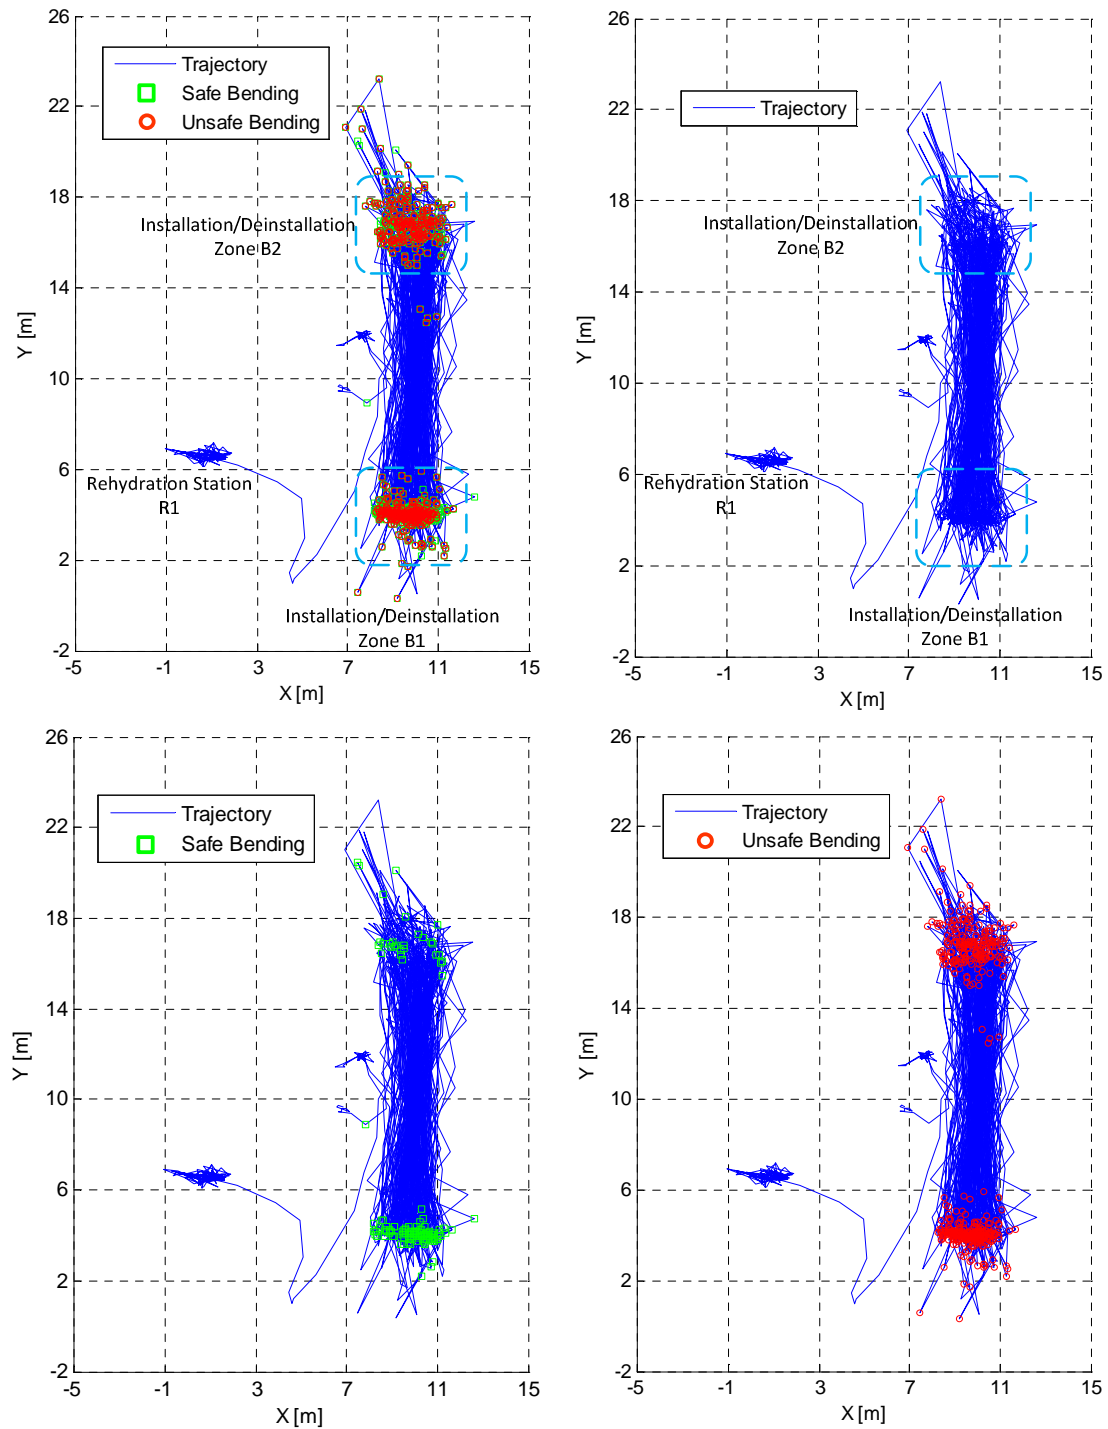 26
22
18
14
10
6
2
-2
Y [m]
Trajectory
Safe Bending
Unsafe Bending
Installation/Deinstallation
Zone B2
Rehydration Station
R1
Installation/Deinstallation
Zone B1
-5 -1 3 7 11 15
X [m]
26
22
18
14
10
6
2
-2
Y [m]
Trajectory
Installation/Deinstallation
Zone B2
Rehydration Station
R1
Installation/Deinstallation
Zone B1
-5 -1 3 7 11 15
X [m]
26
22
18
14
10
6
2
-2
Y [m]
Trajectory
Safe Bending
-5 -1 3 7 11 15
X [m]
26
22
18
14
10
6
2
-2
Y [m]
Trajectory
Unsafe Bending
-5 -1 3 7 11 15
X [m]